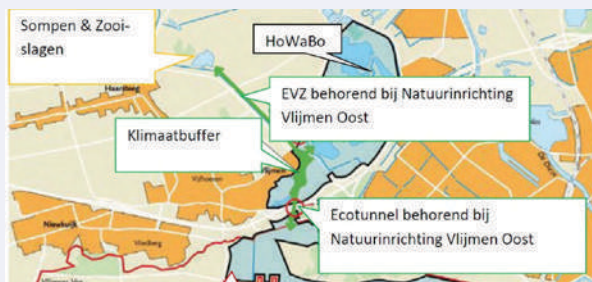 Sompen & Zooi-
slagen
HoWaBo
Haarsteeg
EVZ behorend bij Natuurinrichting
Vlijmen Oost
Klimaatbuffer
Vlijmen
Vijfhoeven
Nieuwkuijk
Vliedberg
Ecotunnel behorend bij
Natuurinrichting Vlijmen Oost